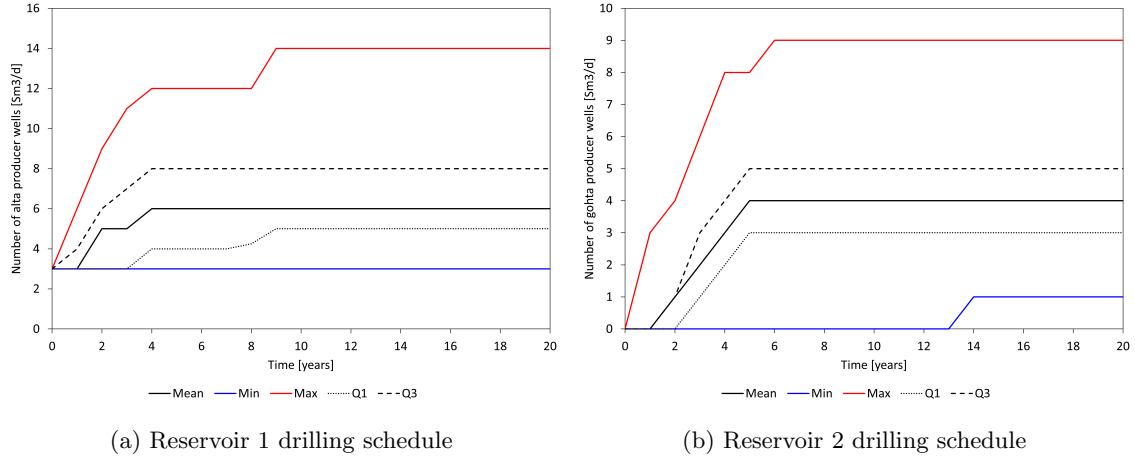 16
14
12
10
8
6
4
2
0
Number of alta producer wells [Sm3/d]
0 2 4 6 8 10 12 14 16 18 20
Time [years]
Mean Min Max Q1 Q3
(a) Reservoir 1 drilling schedule
10
9
8
7
6
5
4
3
2
1
0
Number of gohta producer wells [Sm3/d]
0 2 4 6 8 10 12 14 16 18 20
Time [years]
Mean Min Max Q1 Q3
(b) Reservoir 2 drilling schedule